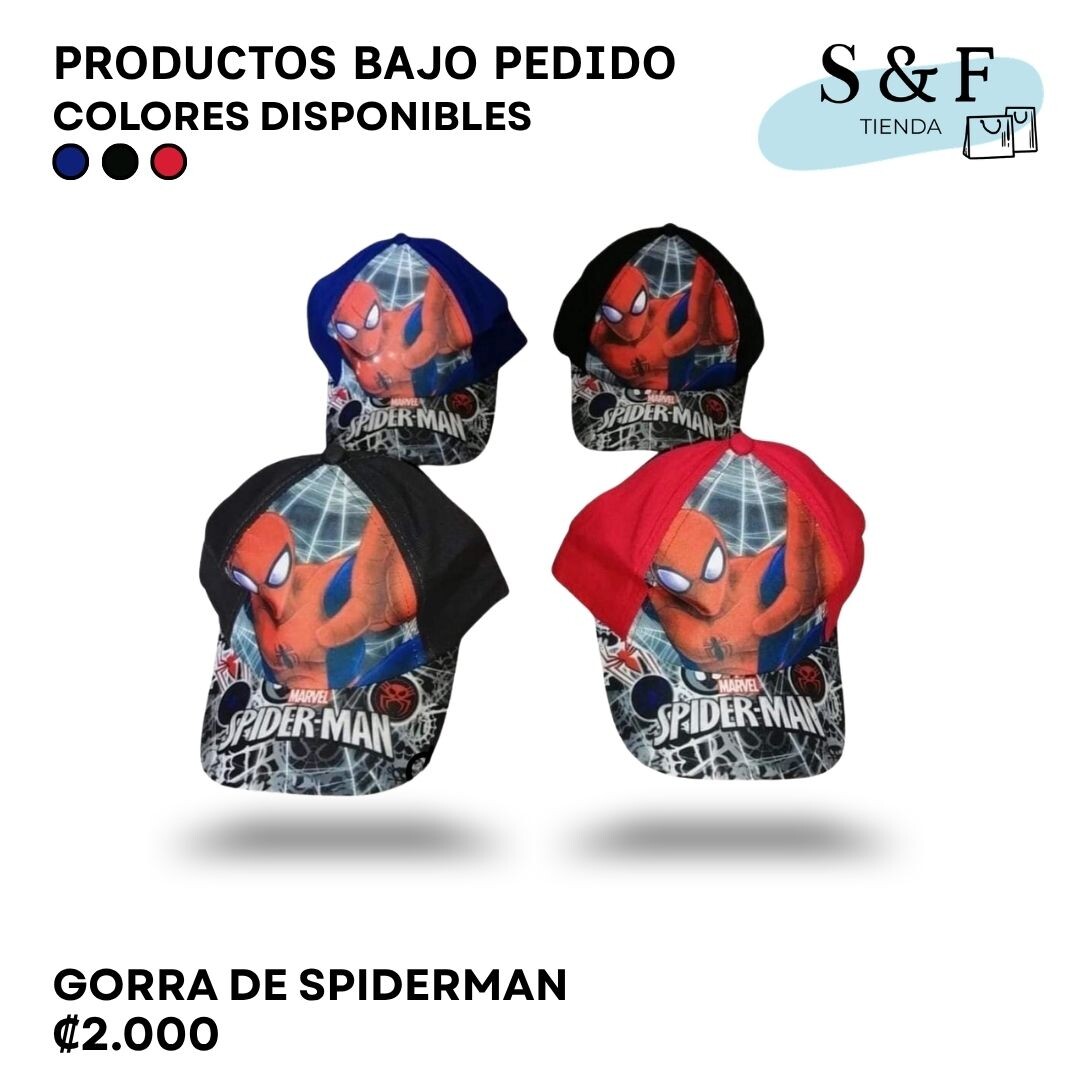 PRODUCTOS BAJO PEDIDO
COLORES DISPONIBLES
S & F
TIENDA
MARVEL
SPIDER-MAN
MARVEL
SPIDER-MAN
MARVEL
SPIDER-MAN
MARVEL
SPIDER-MAN
GORRA DE SPIDERMAN
₡2.000